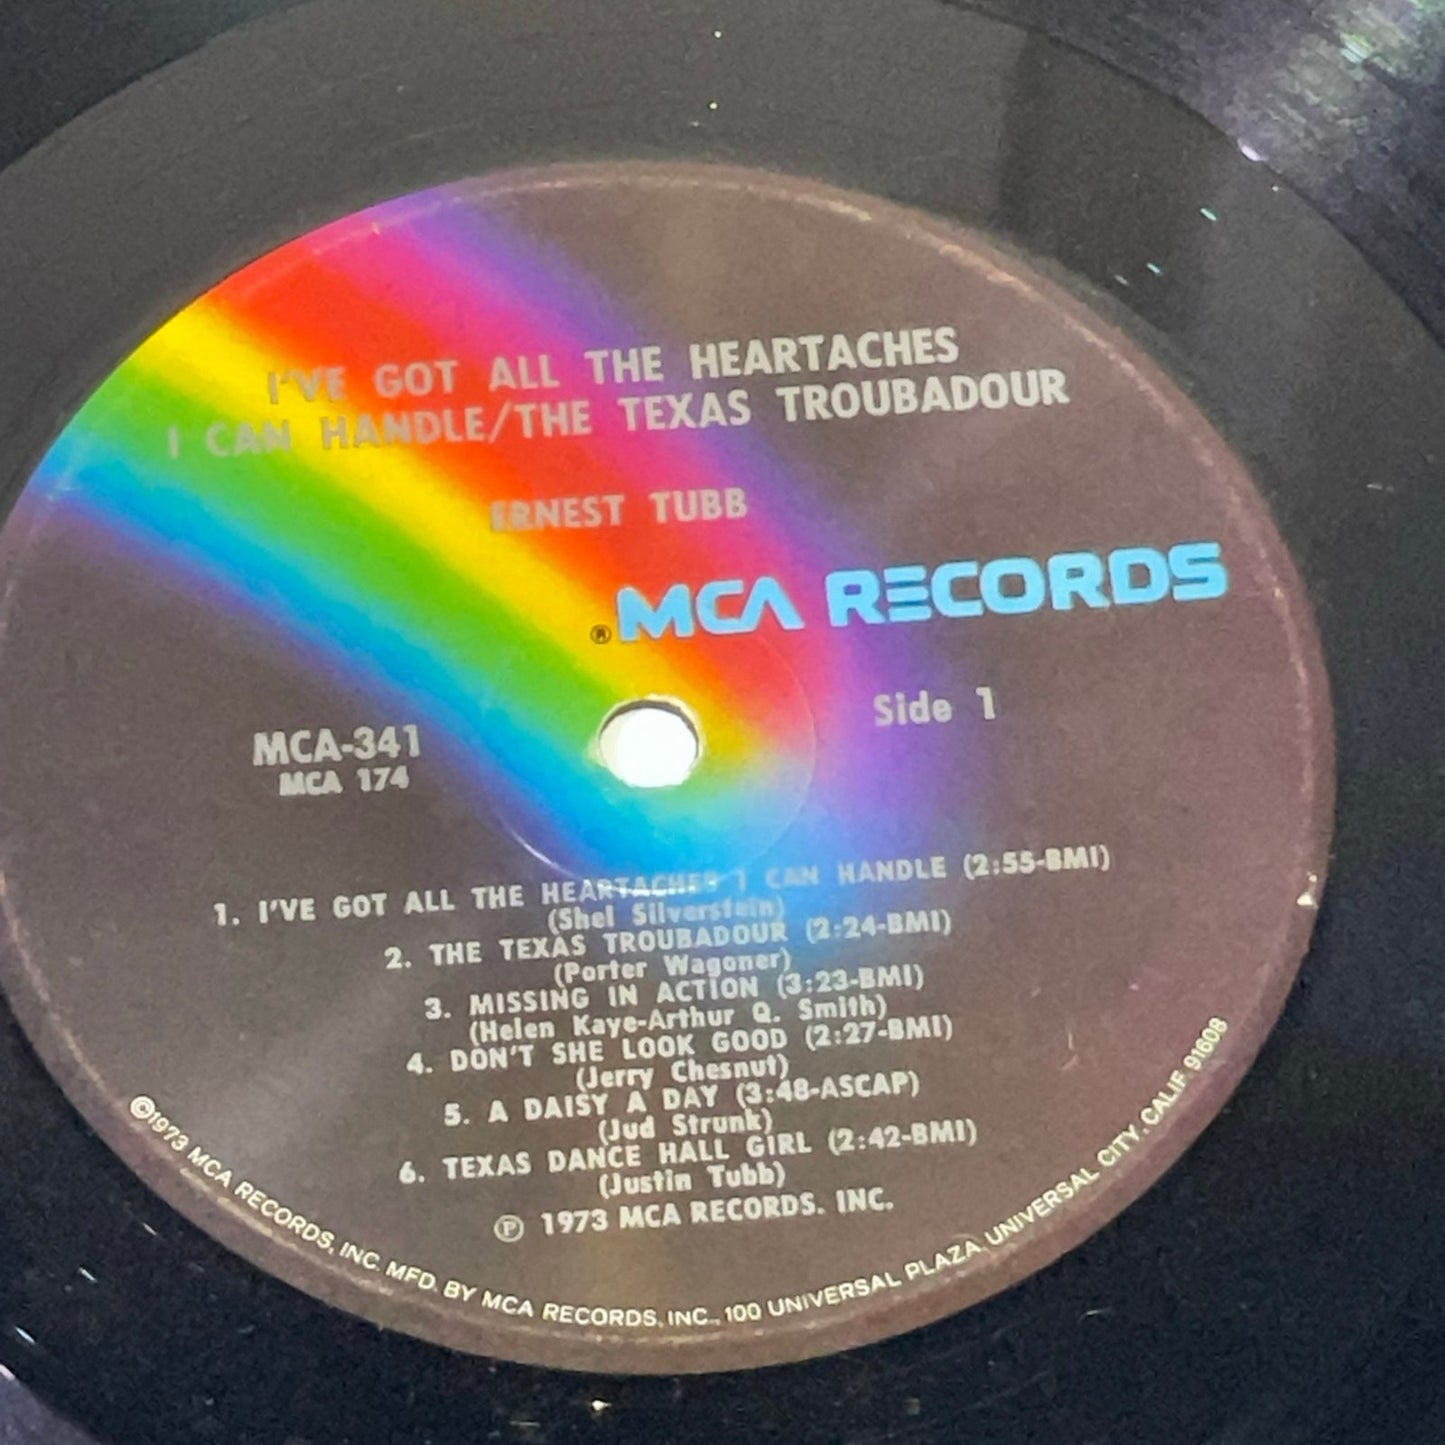 I'VE GOT ALL THE HEARTACHES
I CAN HANDLE/THE TEXAS TROUBADOUR
ERNEST TUBB
® MCA RECORDS
Side 1
MCA-341
MCA 174
1. I'VE GOT ALL THE HEARTACHES I CAN HANDLE (2:55-BMI)
(Shel Silverstein)
2. THE TEXAS TROUBADOUR (2:24-BMI)
(Porter Wagoner)
3. MISSING IN ACTION (3:23-BMI)
(Helen Kaye-Arthur Q. Smith)
4. DON'T SHE LOOK GOOD (2:27-BMI)
(Jerry Chesnut)
5. A DAISY A DAY (3:48-ASCAP)
(Jud Strunk)
6. TEXAS DANCE HALL GIRL (2:42-BMI)
(Justin Tubb)
℗ 1973 MCA RECORDS. INC.
©1973 MCA RECORDS, INC. MFD. BY MCA RECORDS, INC., 100 UNIVERSAL PLAZA, UNIVERSAL CITY, CALIF 91608